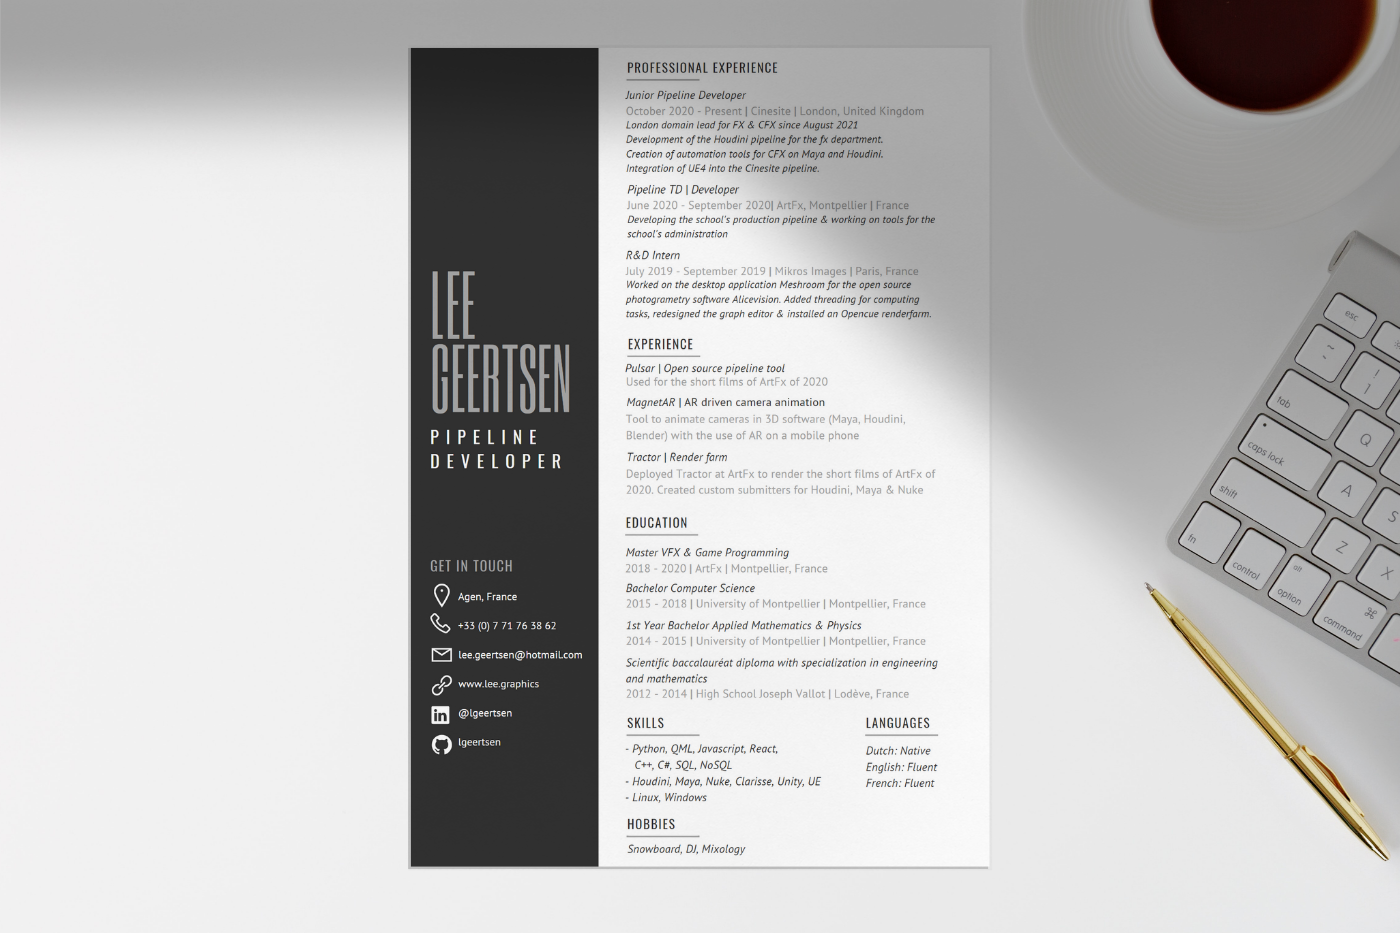 LEE
GEERTSEN
PIPELINE
DEVELOPER
GET IN TOUCH
Agen, France
+33 (0) 7 71 76 38 62
lee.geertsen@hotmail.com
www.lee.graphics
in @lgeertsen
lgeertsen
PROFESSIONAL EXPERIENCE
Junior Pipeline Developer
October 2020 - Present | Cinesite | London, United Kingdom
London domain lead for FX & CFX since August 2021
Development of the Houdini pipeline for the fx department.
Creation of automation tools for CFX on Maya and Houdini.
Integration of UE4 into the Cinesite pipeline.
Pipeline TD | Developer
June 2020 - September 2020| ArtFx, Montpellier | France
Developing the school's production pipeline & working on tools for the
school's administration
R&D Intern
July 2019 - September 2019 | Mikros Images | Paris, France
Worked on the desktop application Meshroom for the open source
photogrametry software Alicevision. Added threading for computing
tasks, redesigned the graph editor & installed an Opencue renderfarm.
EXPERIENCE
Pulsar | Open source pipeline tool
Used for the short films of ArtFx of 2020
MagnetAR | AR driven camera animation
Tool to animate cameras in 3D software (Maya, Houdini,
Blender) with the use of AR on a mobile phone
Tractor | Render farm
Deployed Tractor at ArtFx to render the short films of ArtFx of
2020. Created custom submitters for Houdini, Maya & Nuke
EDUCATION
Master VFX & Game Programming
2018 - 2020 | ArtFx | Montpellier, France
Bachelor Computer Science
2015 - 2018 | University of Montpellier | Montpellier, France
1st Year Bachelor Applied Mathematics & Physics
2014 - 2015 | University of Montpellier | Montpellier, France
Scientific baccalauréat diploma with specialization in engineering
and mathematics
2012 - 2014 | High School Joseph Vallot | Lodève, France
SKILLS
- Python, QML, Javascript, React,
C++, C#, SQL, NoSQL
- Houdini, Maya, Nuke, Clarisse, Unity, UE
- Linux, Windows
LANGUAGES
Dutch: Native
English: Fluent
French: Fluent
HOBBIES
Snowboard, DJ, Mixology
esc
~
!
1
tab
Q
caps lock
A
S
shift
Z
X
fn
control
alt
option
⌘
command